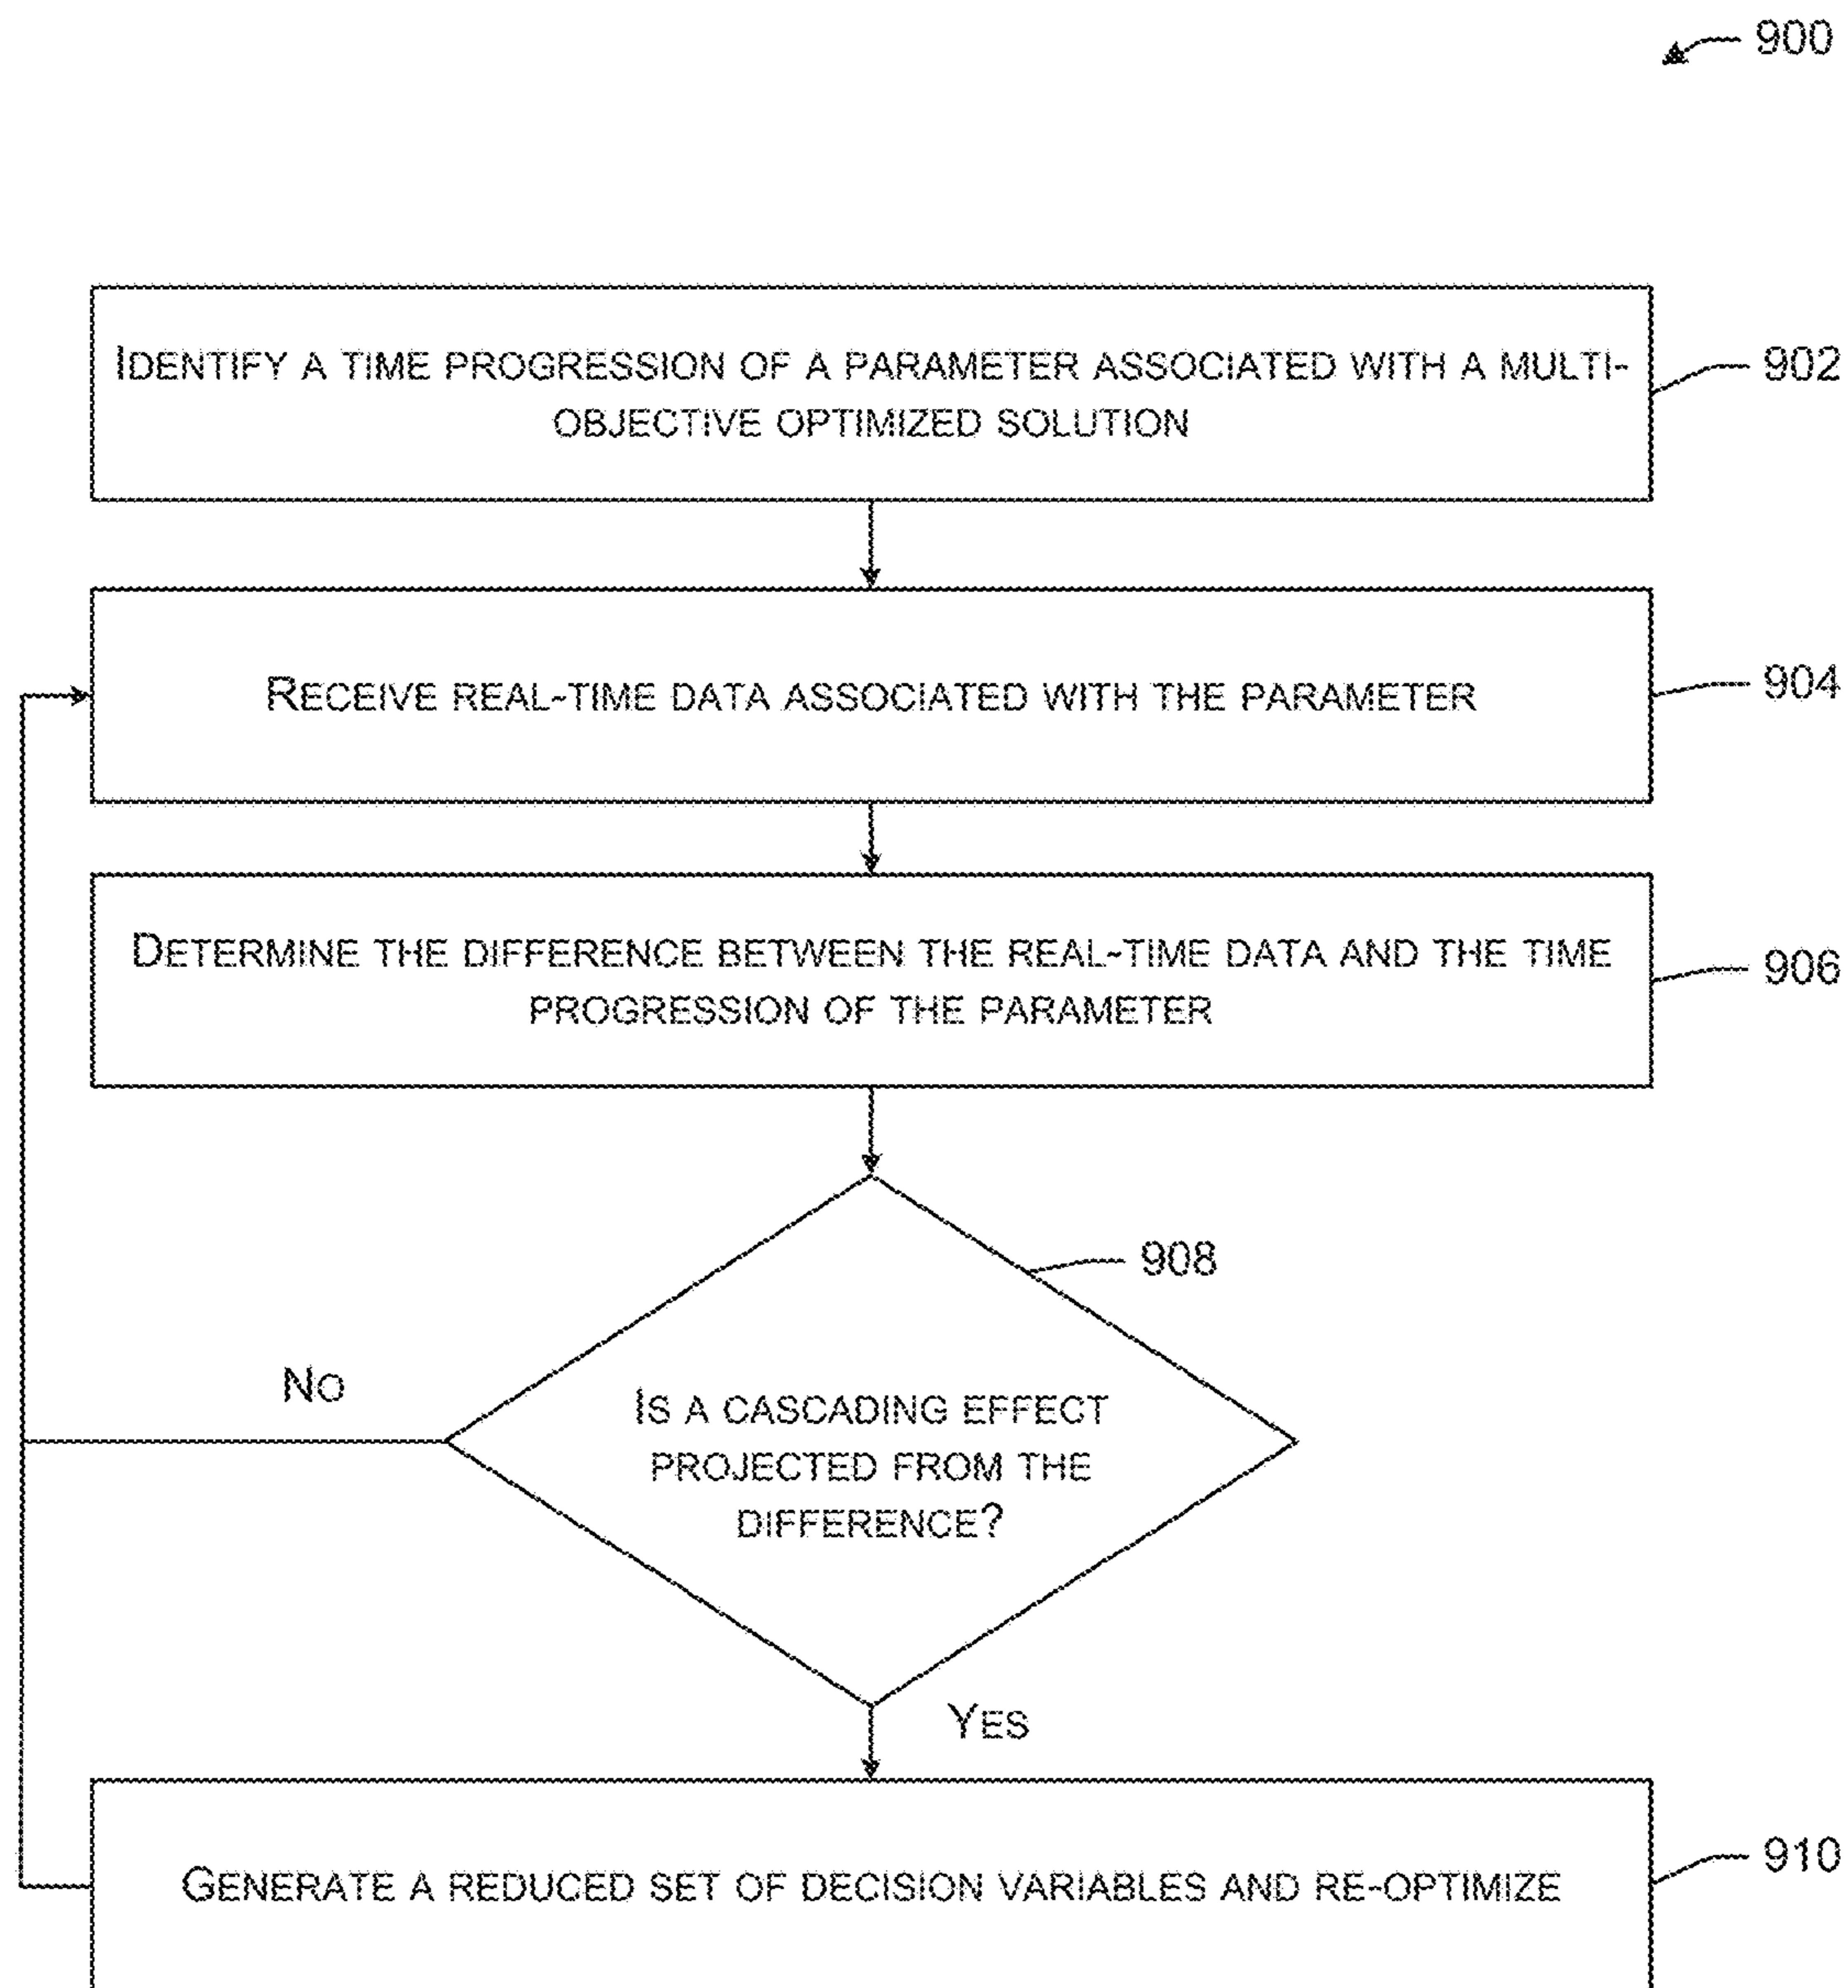 900
IDENTIFY A TIME PROGRESSION OF A PARAMETER ASSOCIATED WITH A MULTI-
OBJECTIVE OPTIMIZED SOLUTION
902
RECEIVE REAL-TIME DATA ASSOCIATED WITH THE PARAMETER
904
DETERMINE THE DIFFERENCE BETWEEN THE REAL-TIME DATA AND THE TIME
PROGRESSION OF THE PARAMETER
906
908
NO
IS A CASCADING EFFECT
PROJECTED FROM THE
DIFFERENCE?
YES
GENERATE A REDUCED SET OF DECISION VARIABLES AND RE-OPTIMIZE
910